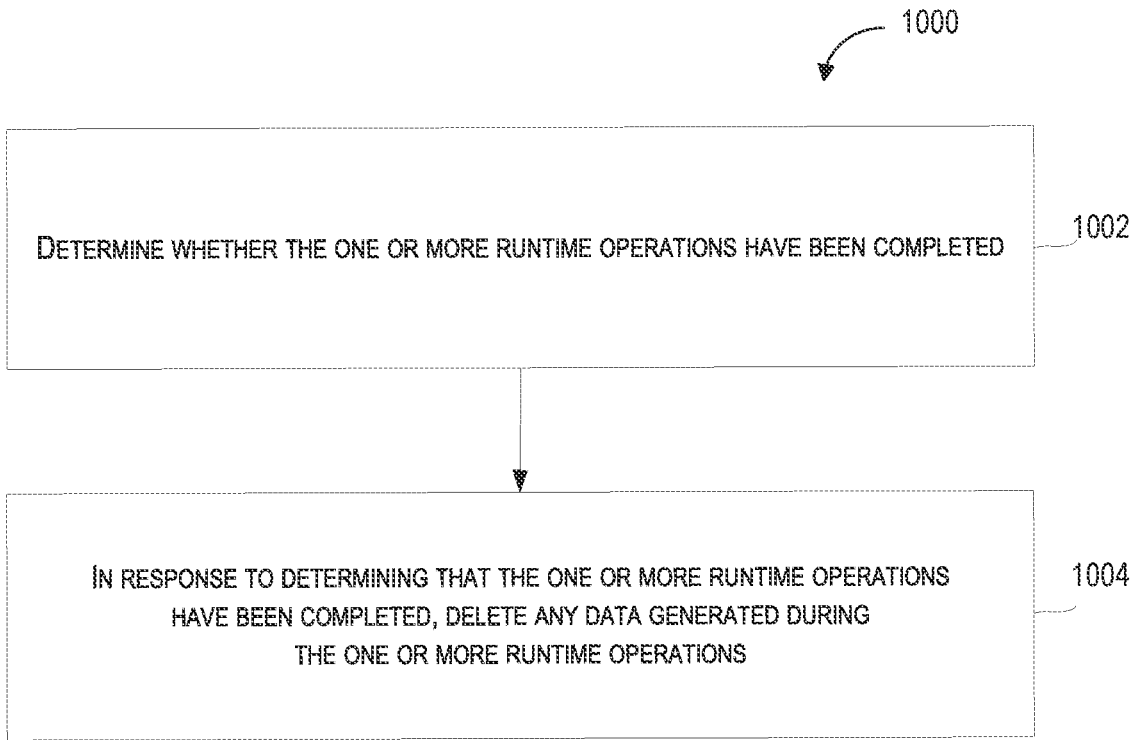 1000
DETERMINE WHETHER THE ONE OR MORE RUNTIME OPERATIONS HAVE BEEN COMPLETED
1002
IN RESPONSE TO DETERMINING THAT THE ONE OR MORE RUNTIME OPERATIONS
HAVE BEEN COMPLETED, DELETE ANY DATA GENERATED DURING
THE ONE OR MORE RUNTIME OPERATIONS
1004